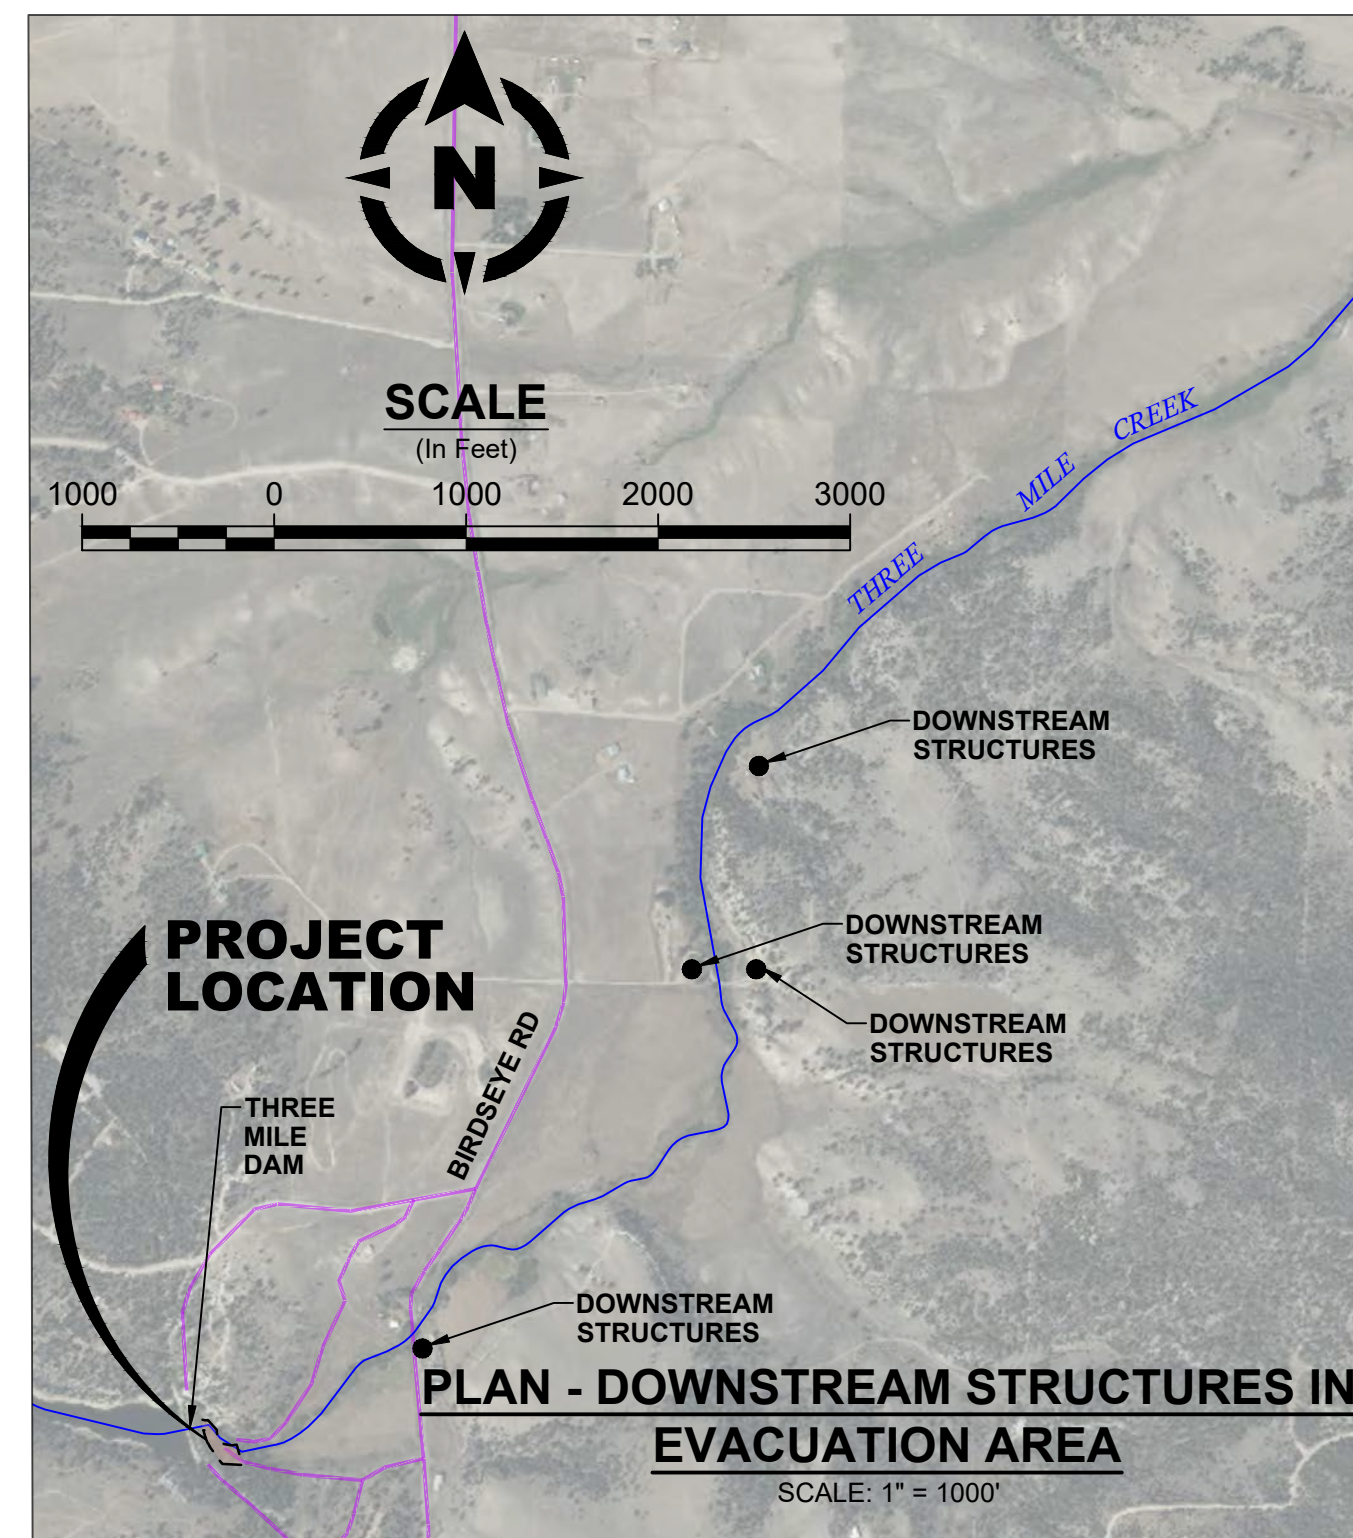 N
SCALE
(In Feet)
1000 0 1000 2000 3000
THREE MILE CREEK
DOWNSTREAM
STRUCTURES
PROJECT
LOCATION
DOWNSTREAM
STRUCTURES
DOWNSTREAM
STRUCTURES
BIRDSEYE RD
THREE
MILE
DAM
DOWNSTREAM
STRUCTURES
PLAN - DOWNSTREAM STRUCTURES IN
EVACUATION AREA
SCALE: 1" = 1000'